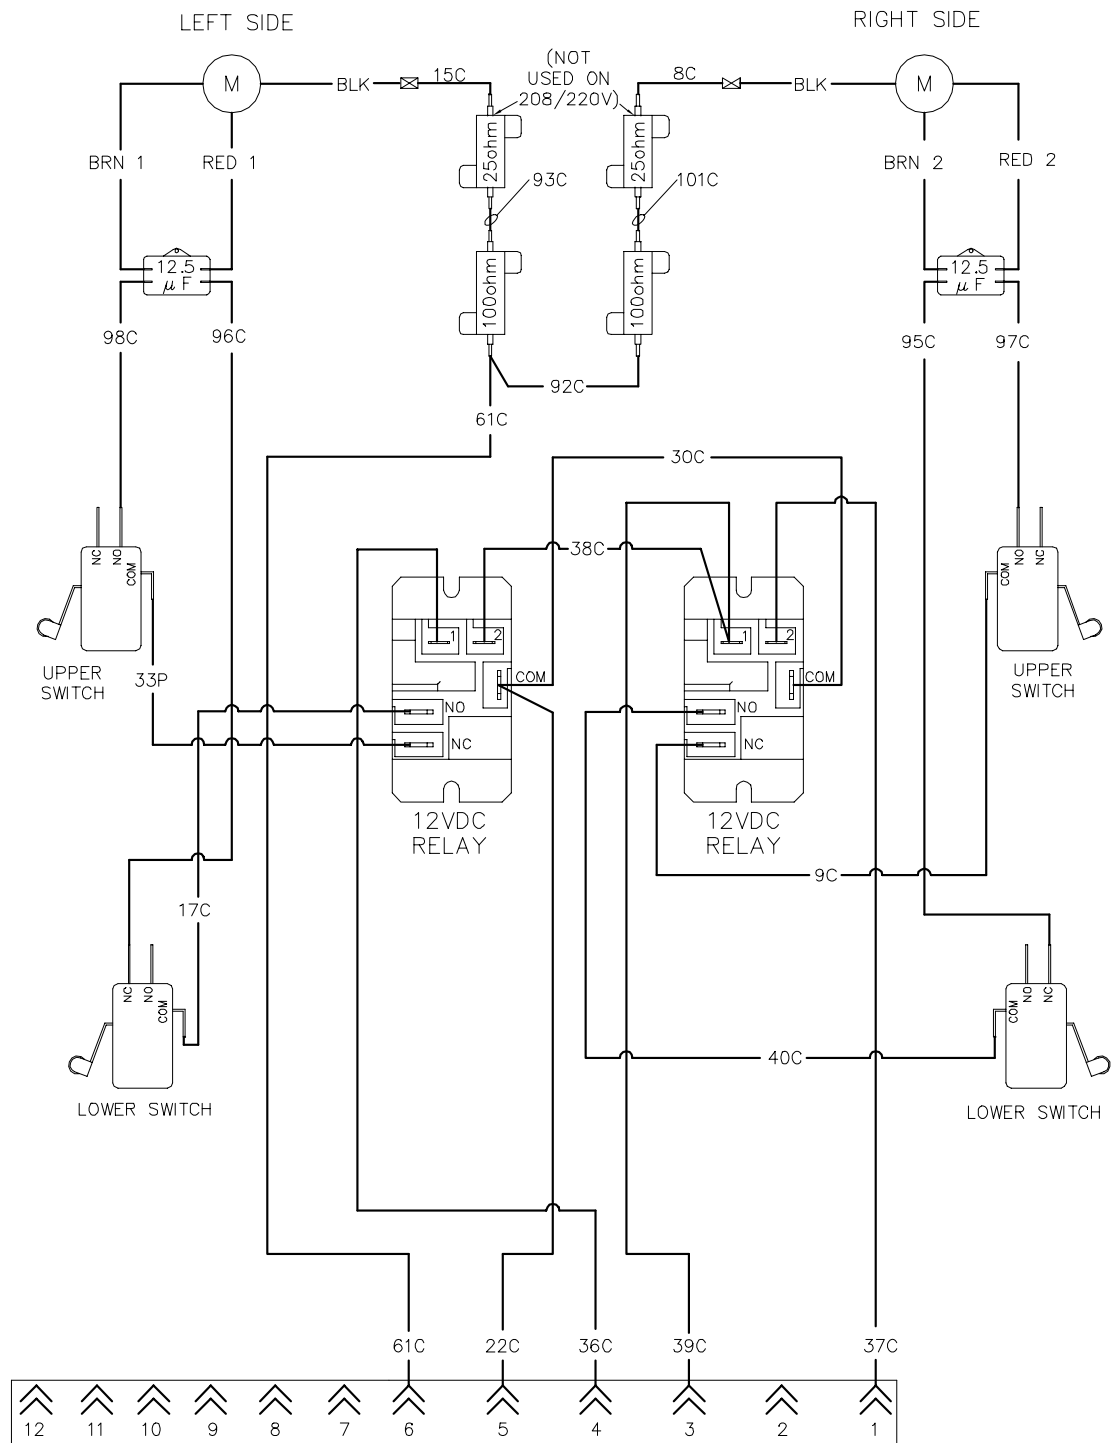 LEFT SIDE
RIGHT SIDE
(NOT
USED ON
208/220V)
M
BLK
15C
8C
BLK
M
BRN 1
RED 1
25ohm
25ohm
BRN 2
RED 2
93C
101C
12.5
µF
100ohm
100ohm
12.5
µF
98C
96C
95C
97C
92C
61C
30C
38C
NC
NO
COM
NO
NC
COM
1
2
COM
NO
NC
1
2
COM
NO
NC
UPPER
SWITCH
33P
UPPER
SWITCH
12VDC
RELAY
12VDC
RELAY
9C
17C
NC
NO
COM
COM
NO
NC
40C
LOWER SWITCH
LOWER SWITCH
61C
22C
36C
39C
37C
12
11
10
9
8
7
6
5
4
3
2
1